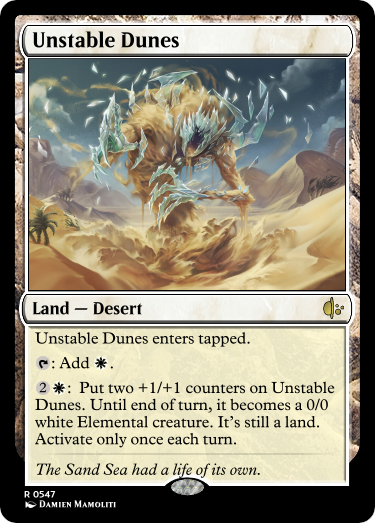 Unstable Dunes
Land — Desert
Unstable Dunes enters tapped.
: Add .
2 : Put two +1/+1 counters on Unstable
Dunes. Until end of turn, it becomes a 0/0
white Elemental creature. It's still a land.
Activate only once each turn.
The Sand Sea had a life of its own.
R 0547
Damien Mamoliti